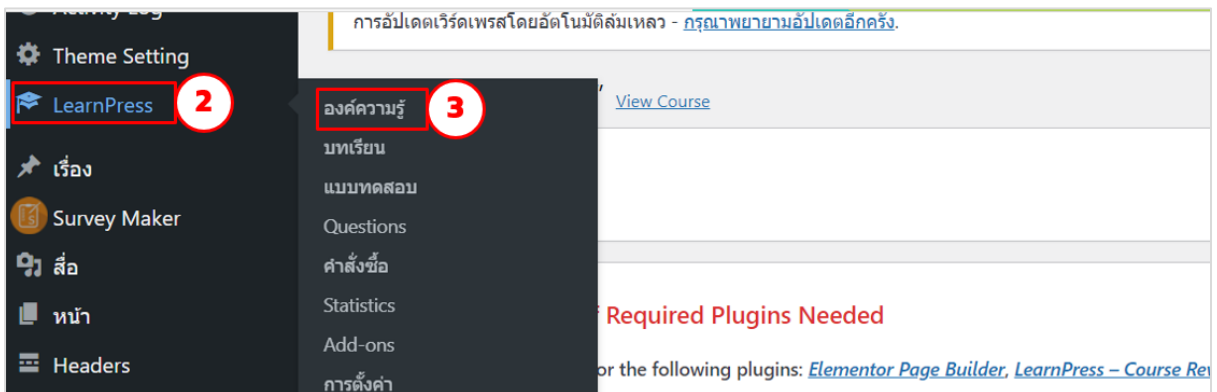 Activity Log
Theme Setting
LearnPress
2
เรื่อง
Survey Maker
สื่อ
หน้า
Headers
องค์ความรู้
3
บทเรียน
แบบทดสอบ
Questions
คำสั่งซื้อ
Statistics
Add-ons
การตั้งค่า
การอัปเดตเวิร์ดเพรสโดยอัตโนมัติล้มเหลว - กรุณาพยายามอัปเดตอีกครั้ง.
View Course
Required Plugins Needed
or the following plugins: Elementor Page Builder, LearnPress – Course Rev